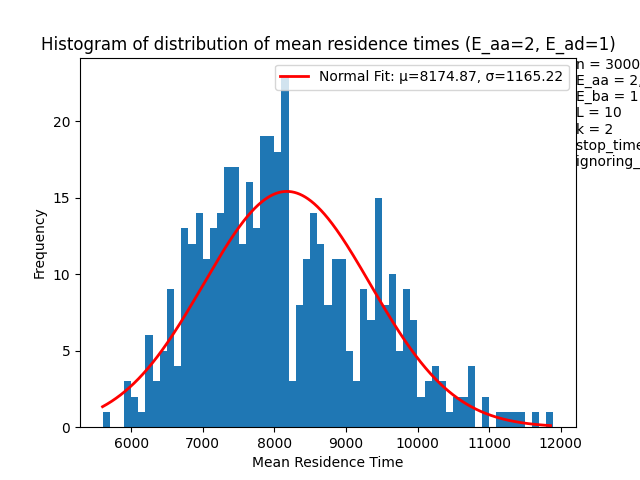 Histogram of distribution of mean residence times (E_aa=2, E_ad=1)
Normal Fit: μ=8174.87, σ=1165.22
n = 3000
E_aa = 2,
E_ba = 1
L = 10
k = 2
stop_time
ignoring_
Frequency
20
15
10
5
0
6000 7000 8000 9000 10000 11000 12000
Mean Residence Time